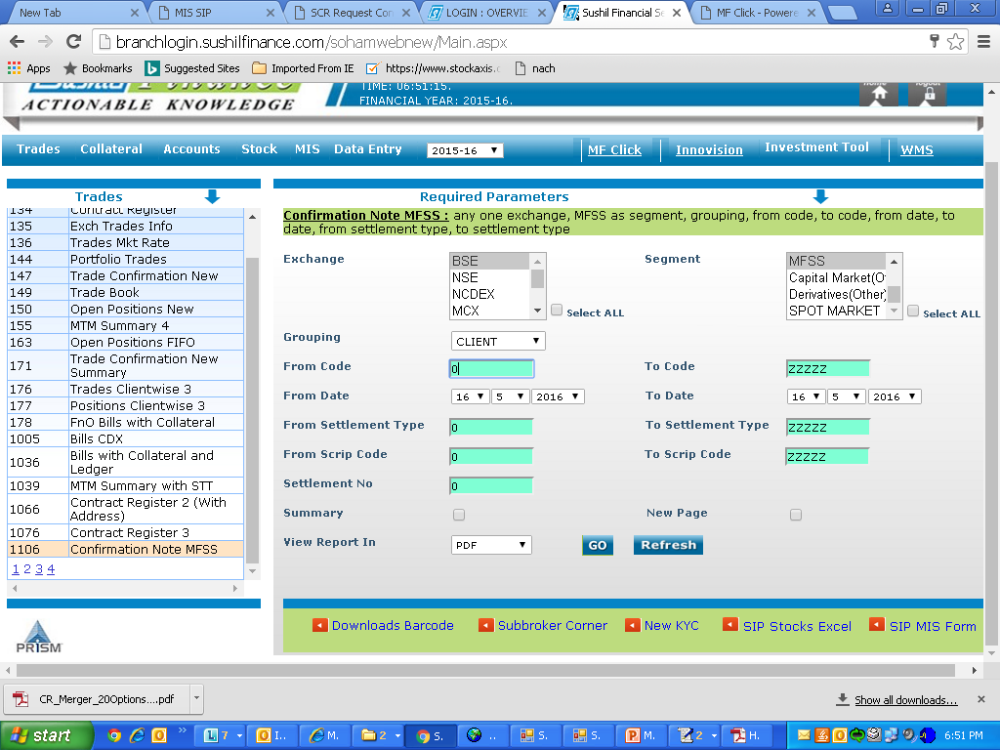 New Tab
MIS SIP
SCR Request Con
LOGIN : OVERVIE
Sushil Financial Se
MF Click - Powere
branchlogin.sushilfinance.com/sohamwebnew/Main.aspx
Apps
Bookmarks
Suggested Sites
Imported From IE
https://www.stockaxis.c
nach
Sushil Finance
ACTIONABLE KNOWLEDGE
TIME: 06:51:15.
FINANCIAL YEAR: 2015-16.
home
logout
Trades Collateral Accounts Stock MIS Data Entry 2015-16 MF Click Innovision Investment Tool WMS
Trades
134 Contract Register
135 Exch Trades Info
136 Trades Mkt Rate
144 Portfolio Trades
147 Trade Confirmation New
149 Trade Book
150 Open Positions New
155 MTM Summary 4
163 Open Positions FIFO
171 Trade Confirmation New
Summary
176 Trades Clientwise 3
177 Positions Clientwise 3
178 FnO Bills with Collateral
1005 Bills CDX
1036 Bills with Collateral and
Ledger
1039 MTM Summary with STT
1066 Contract Register 2 (With
Address)
1076 Contract Register 3
1106 Confirmation Note MFSS
1 2 3 4
PRISM
Required Parameters
Confirmation Note MFSS : any one exchange, MFSS as segment, grouping, from code, to code, from date, to
date, from settlement type, to settlement type
Exchange
BSE
NSE
NCDEX
MCX
Select ALL
Segment
MFSS
Capital Market(O
Derivatives(Other)
SPOT MARKET
Select ALL
Grouping CLIENT
From Code 0 To Code ZZZZZ
From Date 16 5 2016 To Date 16 5 2016
From Settlement Type 0 To Settlement Type ZZZZZ
From Scrip Code 0 To Scrip Code ZZZZZ
Settlement No 0
Summary New Page
View Report In PDF GO Refresh
Downloads Barcode Subbroker Corner New KYC SIP Stocks Excel SIP MIS Form
CR_Merger_20Options....pdf
Show all downloads...
start
7
I..
M.
2
S.
..
S.
S.
M.
2
H.
6:51 PM